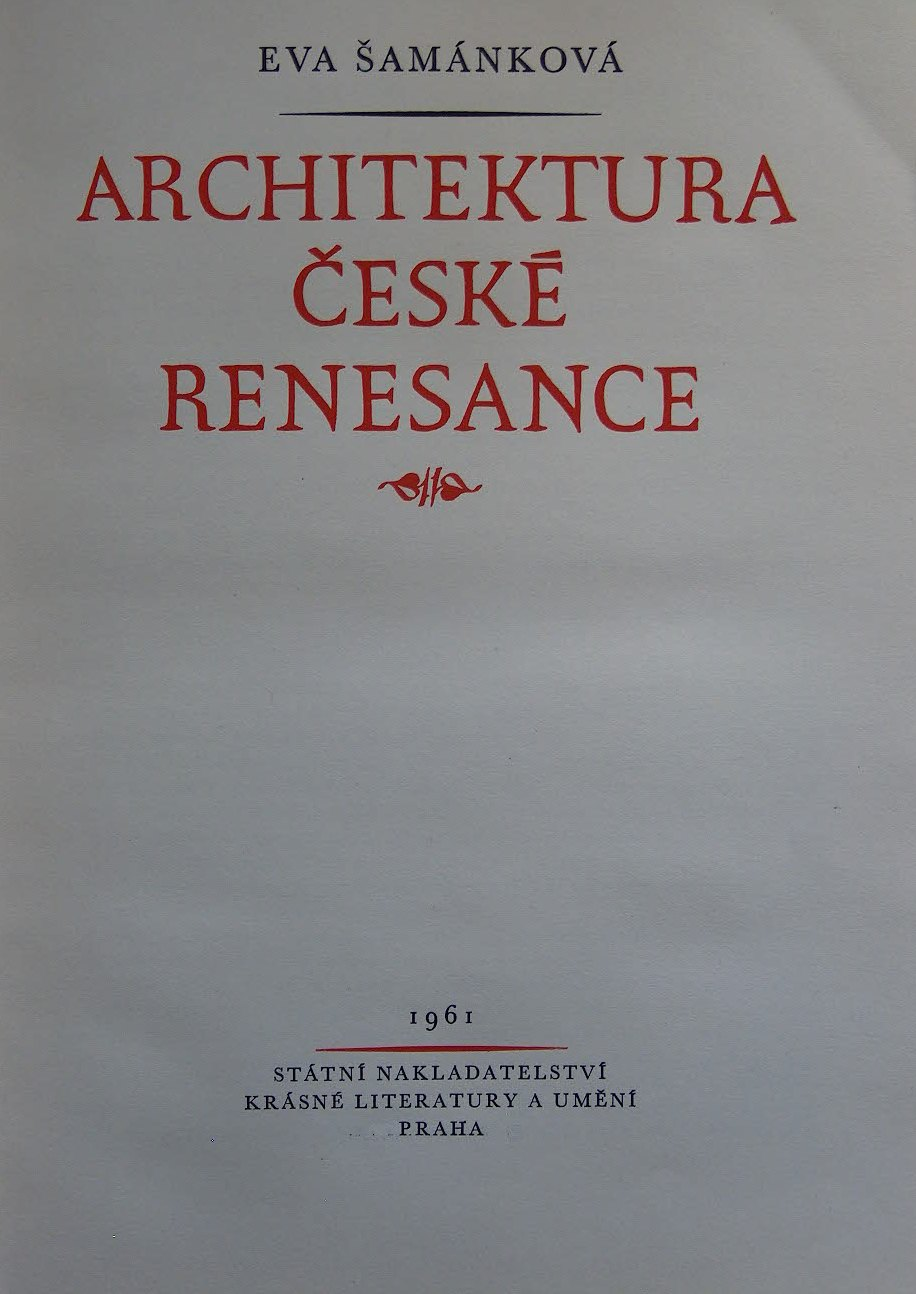 EVA ŠAMÁNKOVÁ
ARCHITEKTURA
ČESKÉ
RENESANCE
1961
STÁTNÍ NAKLADATELSTVÍ
KRÁSNÉ LITERATURY A UMĚNÍ
PRAHA